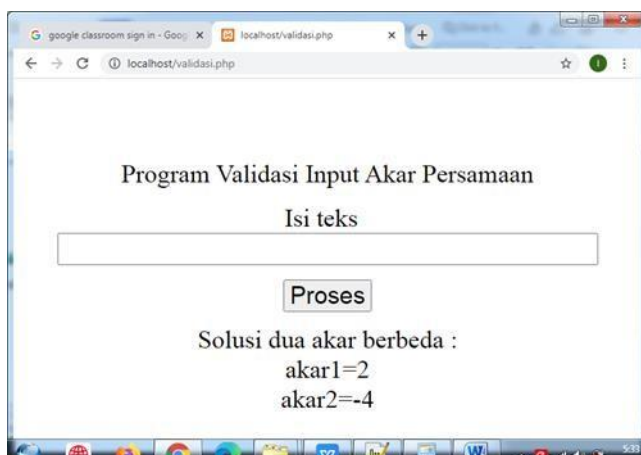 google classroom sign in - Goog
localhost/validasi.php
localhost/validasi.php
Program Validasi Input Akar Persamaan
Isi teks
Proses
Solusi dua akar berbeda :
akar1=2
akar2=-4